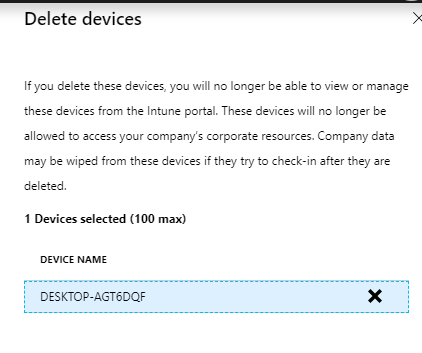 Delete devices
If you delete these devices, you will no longer be able to view or manage
these devices from the Intune portal. These devices will no longer be
allowed to access your company's corporate resources. Company data
may be wiped from these devices if they try to check-in after they are
deleted.
1 Devices selected (100 max)
DEVICE NAME
DESKTOP-AGT6DQF